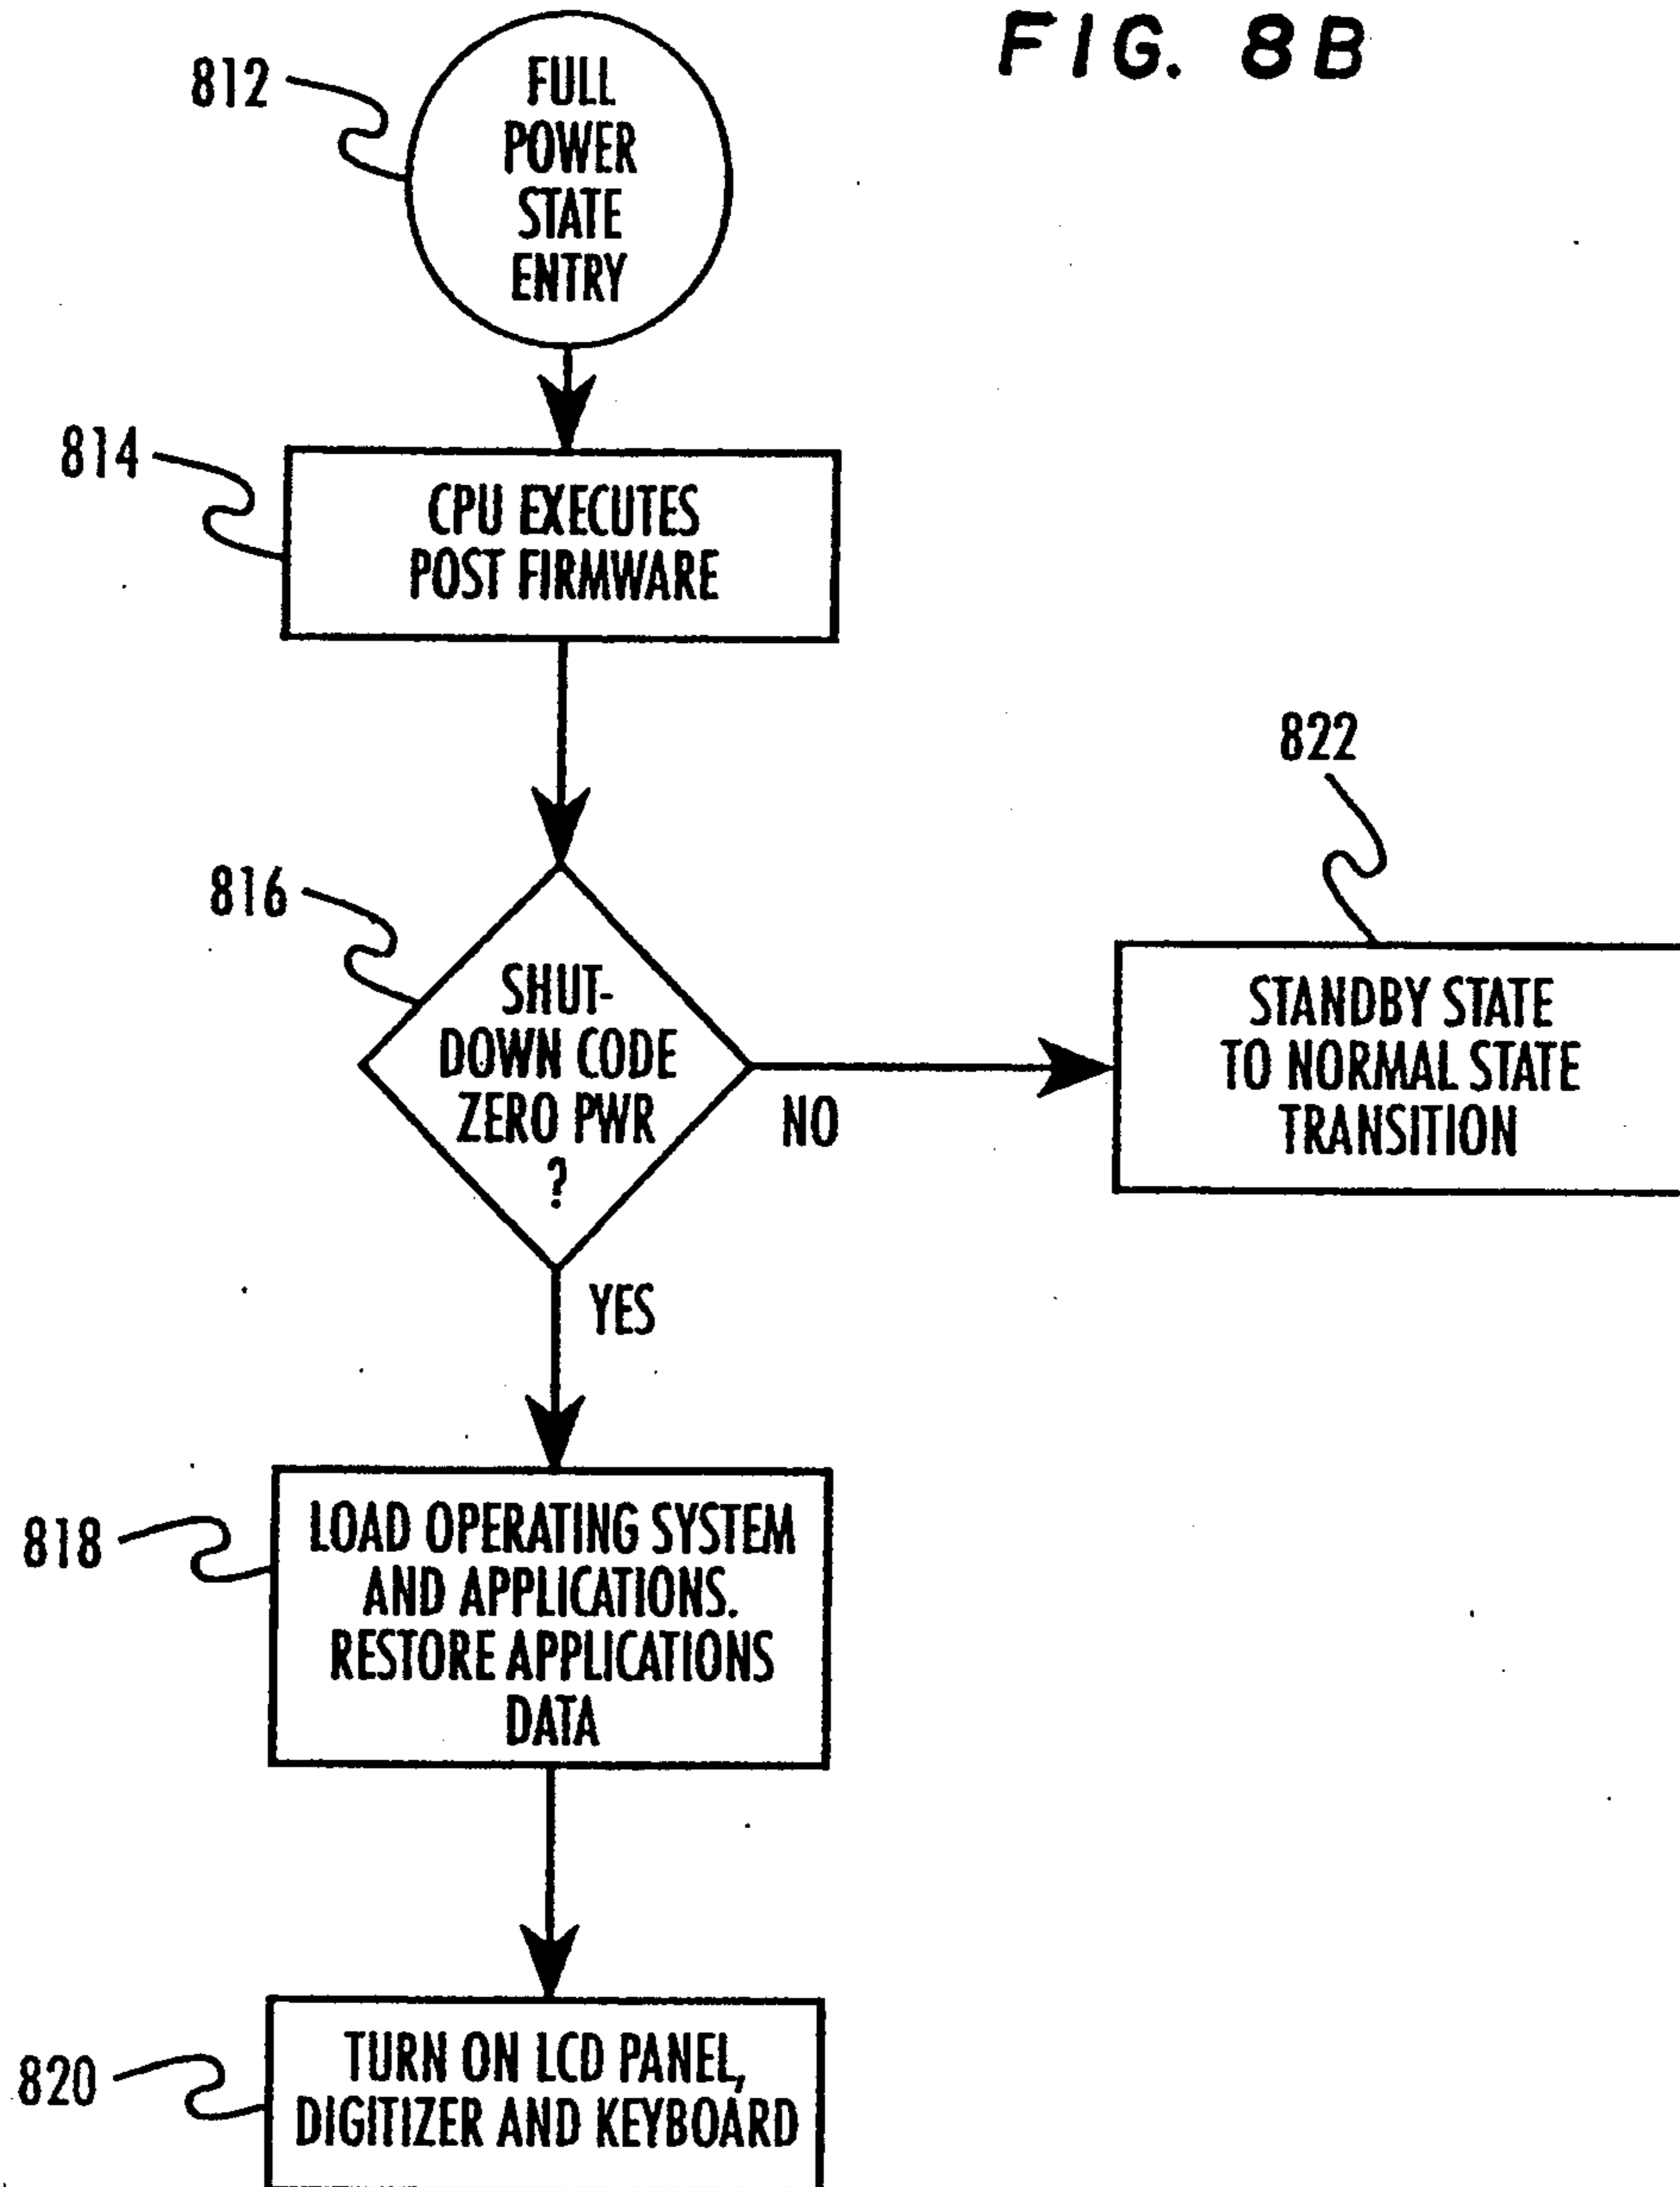 FIG. 8B
812
FULL
POWER
STATE
ENTRY
814
CPU EXECUTES
POST FIRMWARE
816
SHUT-
DOWN CODE
ZERO PWR
?
NO
822
STANDBY STATE
TO NORMAL STATE
TRANSITION
YES
818
LOAD OPERATING SYSTEM
AND APPLICATIONS.
RESTORE APPLICATIONS
DATA
820
TURN ON LCD PANEL,
DIGITIZER AND KEYBOARD